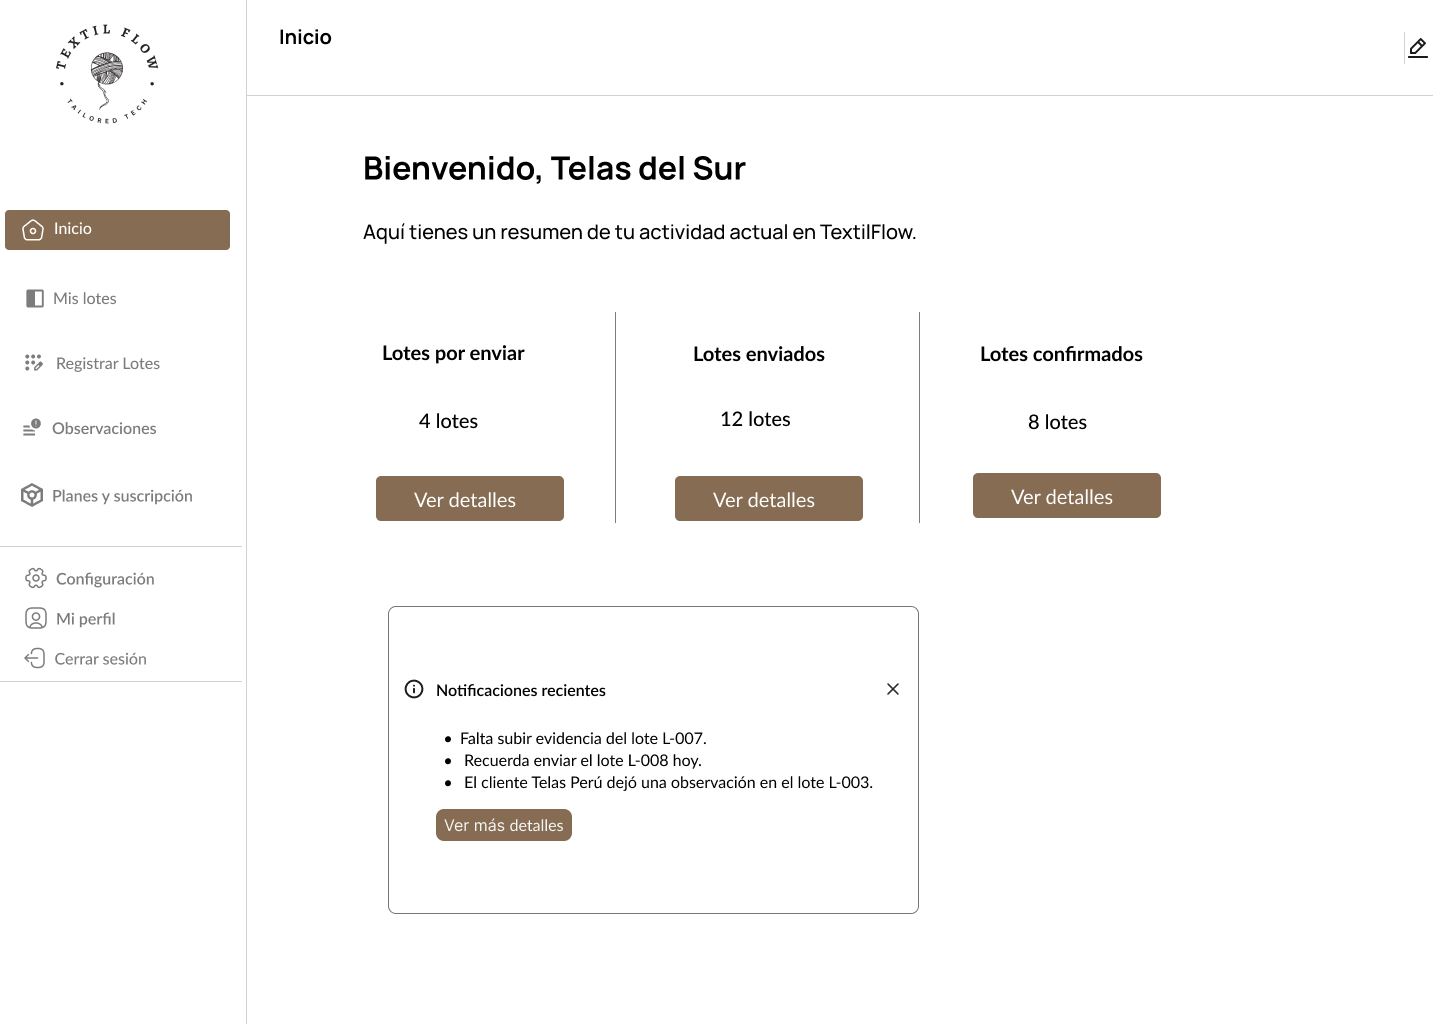 TEXTIL FLOW
TAILORED TECH
Inicio
Mis lotes
Registrar Lotes
Observaciones
Planes y suscripción
Configuración
Mi perfil
Cerrar sesión
Inicio
Bienvenido, Telas del Sur
Aquí tienes un resumen de tu actividad actual en TextilFlow.
Lotes por enviar
4 lotes
Ver detalles
Lotes enviados
12 lotes
Ver detalles
Lotes confirmados
8 lotes
Ver detalles
Notificaciones recientes
• Falta subir evidencia del lote L-007.
• Recuerda enviar el lote L-008 hoy.
• El cliente Telas Perú dejó una observación en el lote L-003.
Ver más detalles